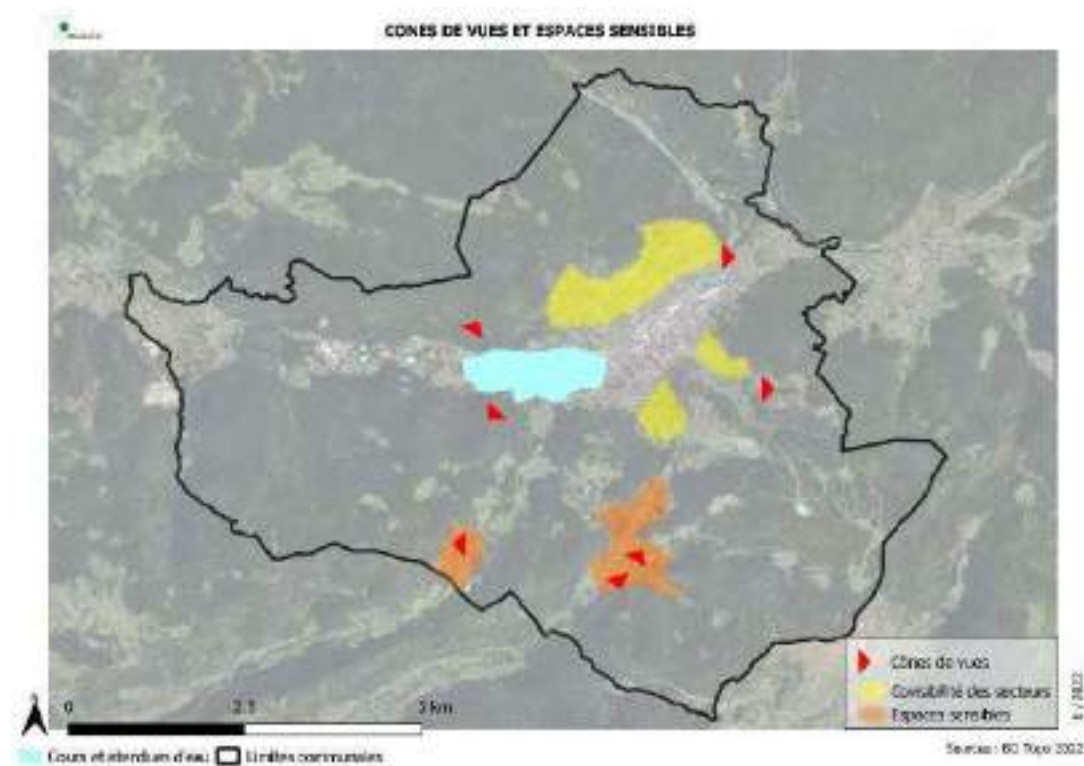 CONES DE VUES ET ESPACES SENSIBLES
Cônes de vues
Covisibilité des secteurs
Espaces sensibles
0 2.5 5 km
Cours et étendues d'eau Limites communales
Sources : BD Topo 2022